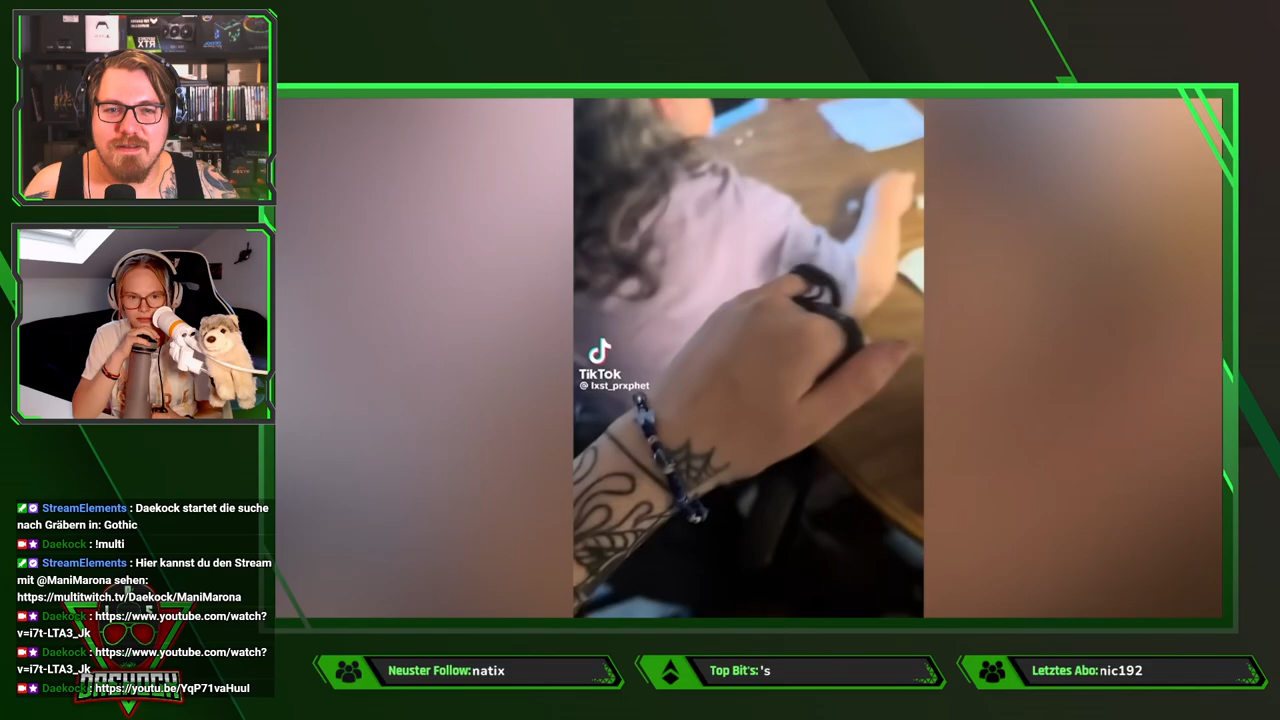 TikTok
@ lxst_prxphet
StreamElements : Daekock startet die suche
nach Gräbern in: Gothic
Daekock : !multi
StreamElements : Hier kannst du den Stream
mit @ManiMarona sehen:
https://multitwitch.tv/Daekock/ManiMarona
Daekock : https://www.youtube.com/watch?
v=i7t-LTA3_Jk
Daekock : https://www.youtube.com/watch?
v=i7t-LTA3_Jk
Daekock : https://youtu.be/YqP71vaHuuI
Neuster Follow: natix
Top Bit's: 's
Letztes Abo: nic192